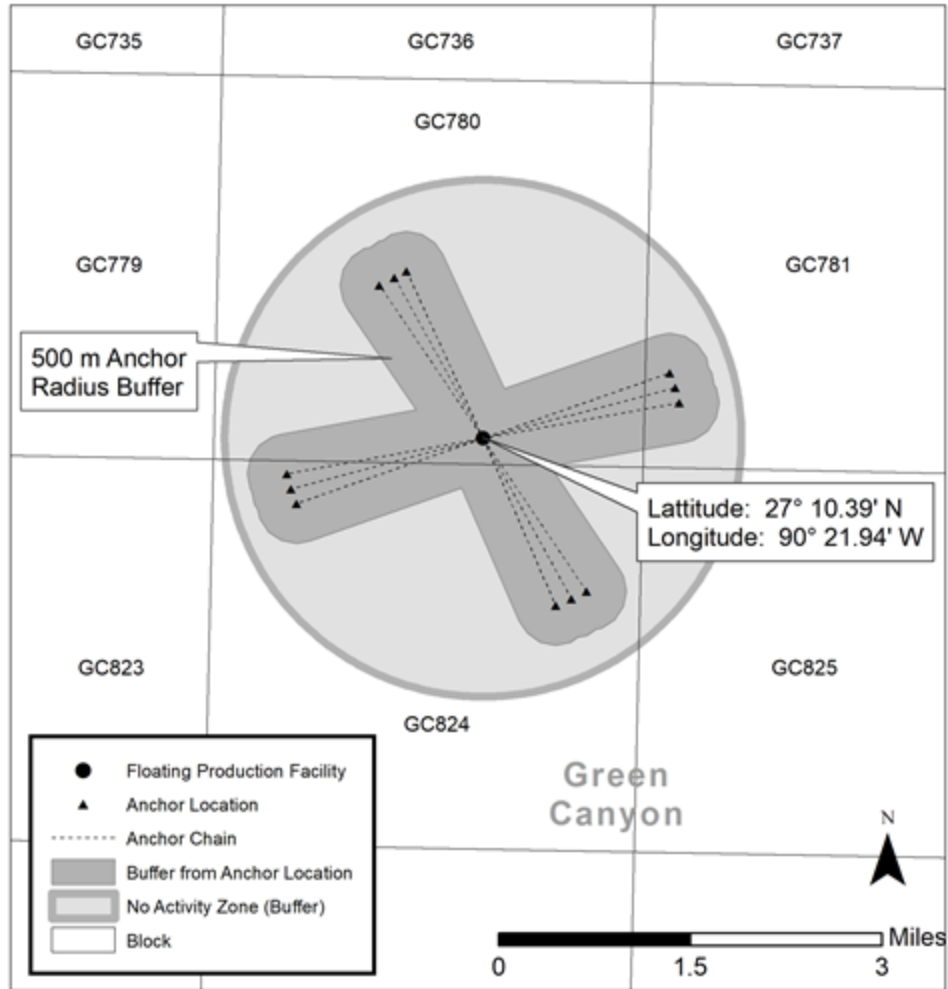 GC735
GC736
GC737
GC780
GC779
GC781
500 m Anchor
Radius Buffer
Lattitude: 27° 10.39' N
Longitude: 90° 21.94' W
GC823
GC825
GC824
Green
Canyon
Floating Production Facility
Anchor Location
Anchor Chain
Buffer from Anchor Location
No Activity Zone (Buffer)
Block
N
Miles
0 1.5 3